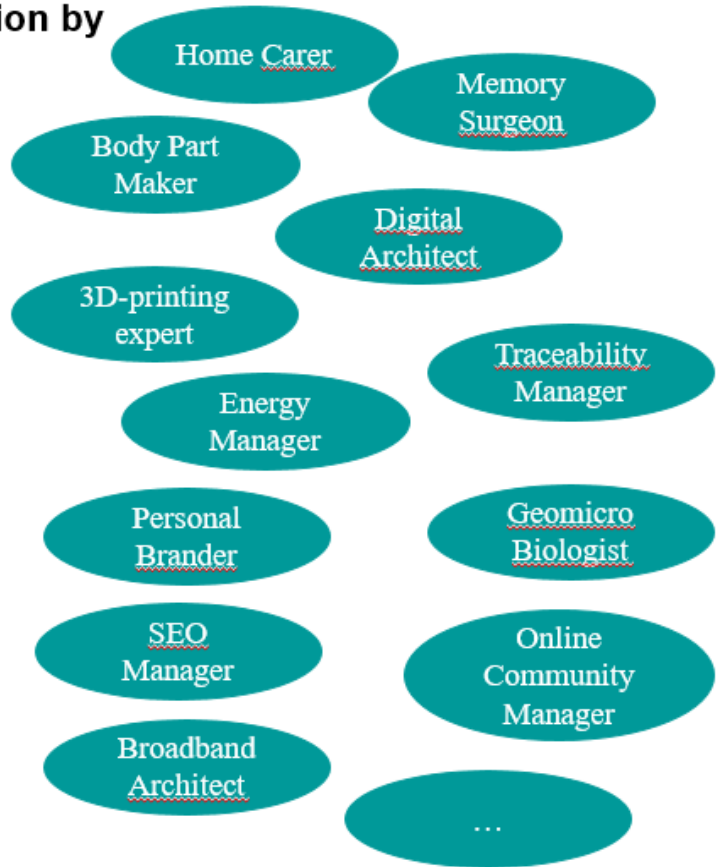 ion by
Home Carer
Memory
Surgeon
Body Part
Maker
Digital
Architect
3D-printing
expert
Traceability
Manager
Energy
Manager
Personal
Brander
Geomicro
Biologist
SEO
Manager
Online
Community
Manager
Broadband
Architect
...